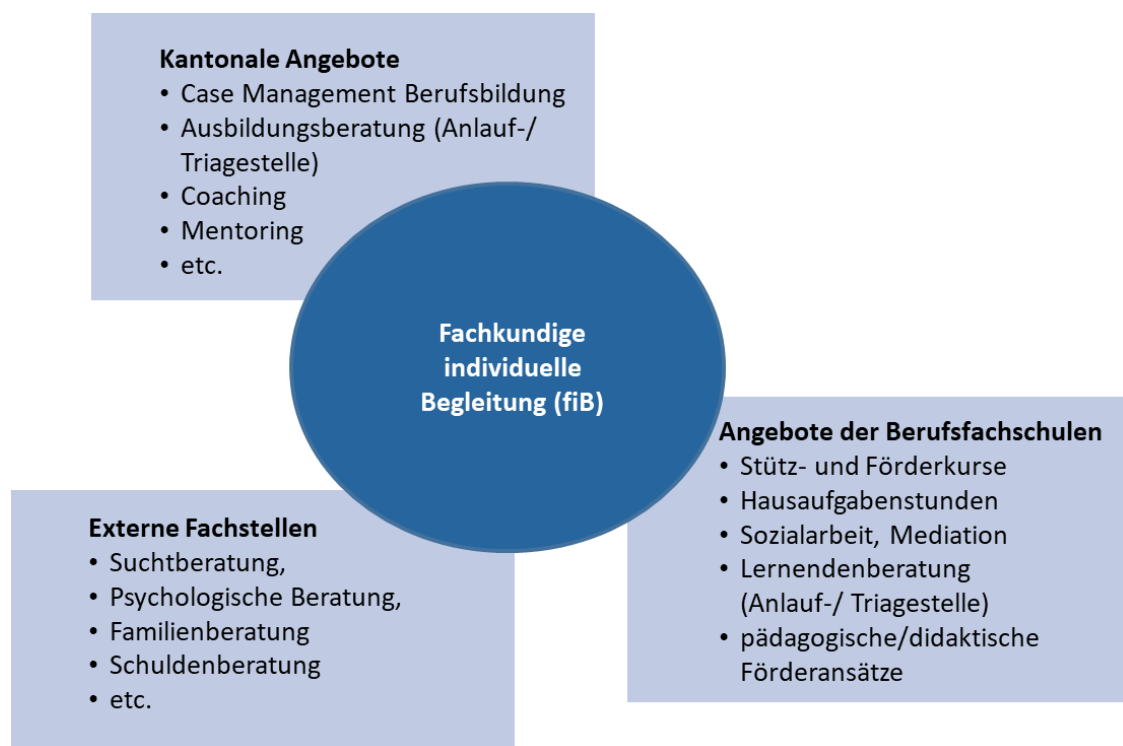 Kantonale Angebote
• Case Management Berufsbildung
• Ausbildungsberatung (Anlauf-/
Triagestelle)
• Coaching
• Mentoring
• etc.
Fachkundige
individuelle
Begleitung (fiB)
Angebote der Berufsfachschulen
• Stütz- und Förderkurse
• Hausaufgabenstunden
• Sozialarbeit, Mediation
• Lernendenberatung
(Anlauf-/ Triagestelle)
• pädagogische/didaktische
Förderansätze
Externe Fachstellen
• Suchtberatung,
• Psychologische Beratung,
• Familienberatung
• Schuldenberatung
• etc.